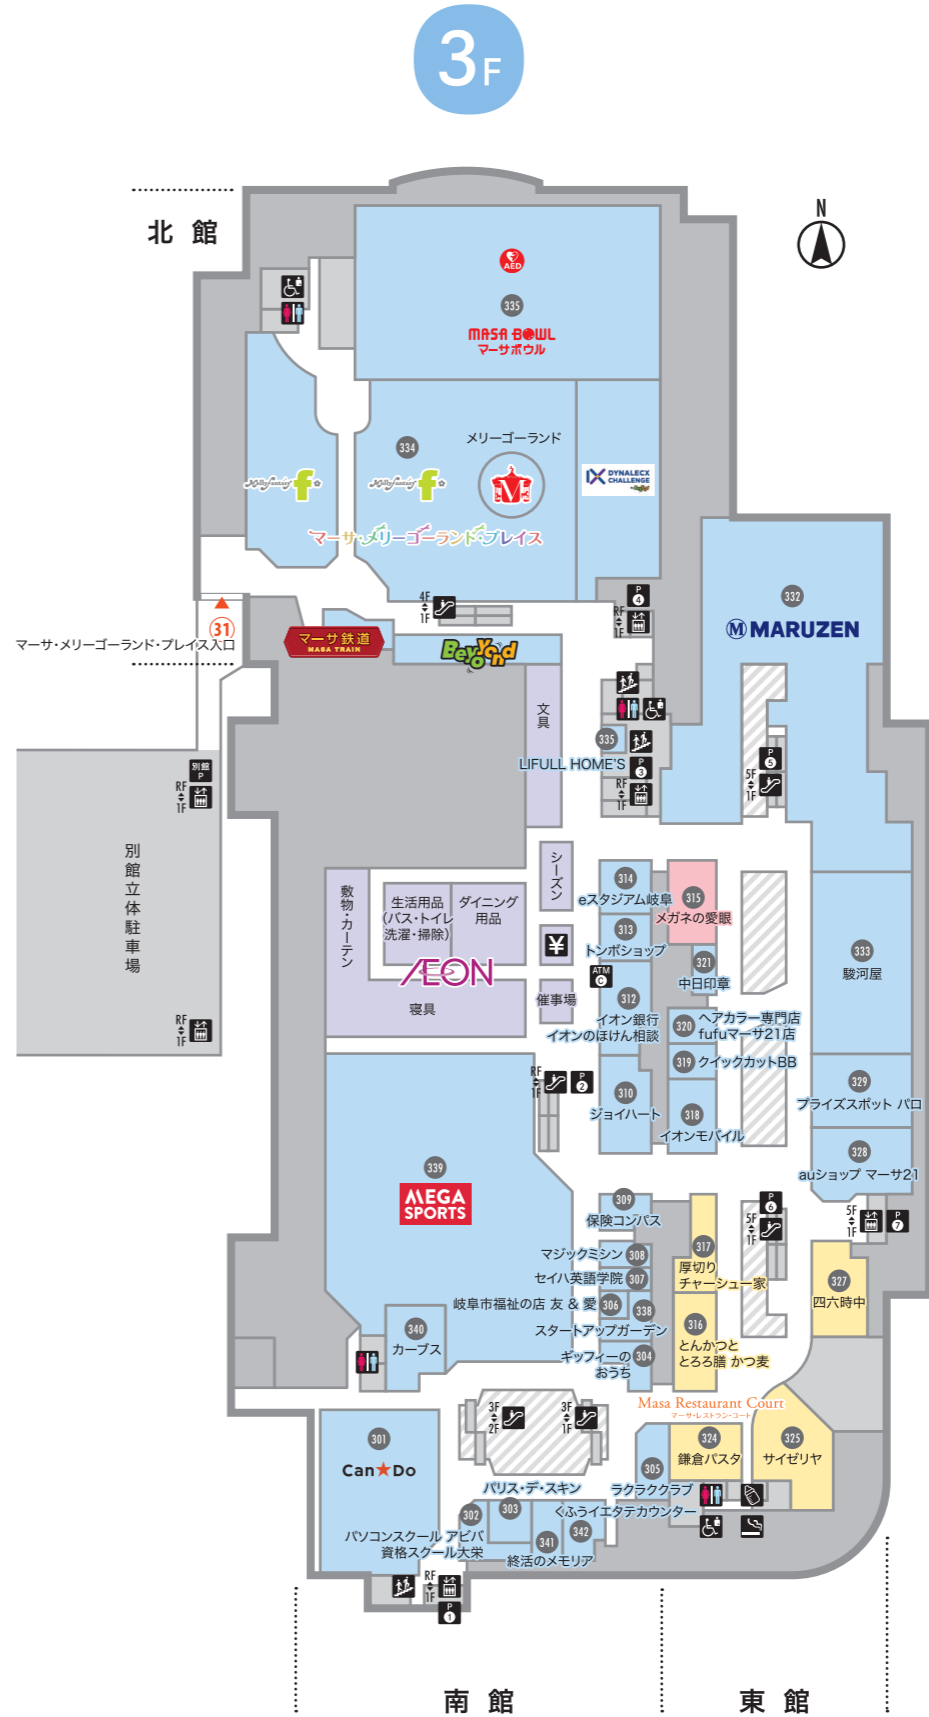 3F
北 館
N
AED
335
MASA BOWL
マーサボウル
334
メリーゴーランド
f
f
M
DYNALECX
CHALLENGE
マーサ・メリーゴーランド・プレイス
4F
1F
P
4
RF
1F
332
MARUZEN
31
マーサ・メリーゴーランド・プレイス入口
マーサ鉄道
MASA TRAIN
Beyoyond
文具
335
LIFULL HOME'S
P
3
RF
1F
P
5
5F
1F
別館
P
RF
1F
別館立体駐車場
RF
1F
敷物・カーテン
生活用品
(バス・トイレ
洗濯・掃除)
ダイニング
用品
シーズン
¥
ÆON
寝具
催事場
314
eスタジアム岐阜
313
トンボショップ
ATM
C
312
イオン銀行
イオンのほけん相談
315
メガネの愛眼
321
中日印章
320
ヘアカラー専門店
fufuマーサ21店
319
クイックカットBB
318
イオンモバイル
310
ジョイハート
333
駿河屋
329
プライズスポット パロ
328
auショップ マーサ21
RF
1F
P
2
339
MEGA
SPORTS
309
保険コンパス
マジックミシン
308
セイハ英語学院
307
岐阜市福祉の店 友 & 愛
306
338
スタートアップガーデン
ギッフィーの
おうち
304
317
厚切り
チャーシュー家
316
とんかつと
とろろ膳 かつ麦
P
6
5F
1F
5F
1F
P
7
327
四六時中
340
カーブス
Masa Restaurant Court
マーサ・レストラン・コート
301
Can★Do
3F
2F
3F
1F
324
鎌倉パスタ
325
サイゼリヤ
305
ラクラククラブ
パリス・デ・スキン
303
302
くふうイエタテカウンター
342
341
パソコンスクール アビバ
資格スクール大栄
終活のメモリア
RF
1F
P
1
南 館
東 館